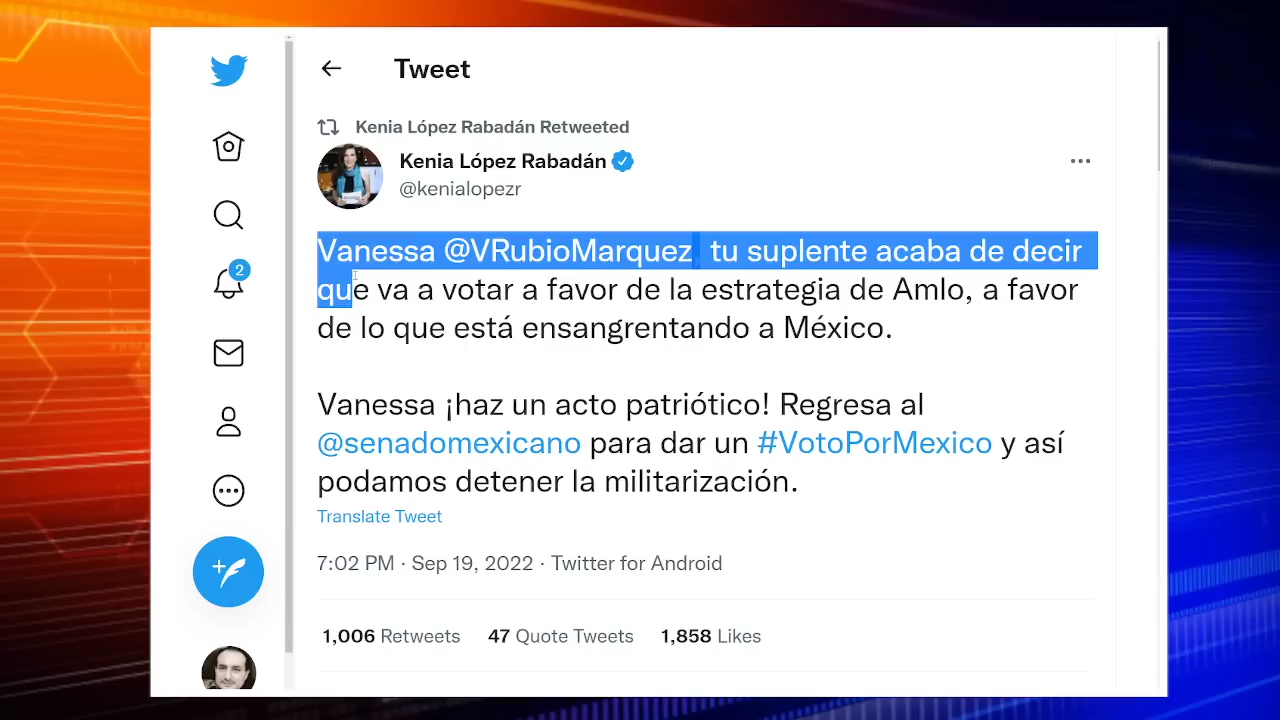 Tweet
Kenia López Rabadán Retweeted
Kenia López Rabadán
@kenialopezr
Vanessa @VRubioMarquez, tu suplente acaba de decir
que va a votar a favor de la estrategia de Amlo, a favor
de lo que está ensangrentando a México.
Vanessa ¡haz un acto patriótico! Regresa al
@senadomexicano para dar un #VotoPorMexico y así
podamos detener la militarización.
Translate Tweet
7:02 PM · Sep 19, 2022 · Twitter for Android
1,006 Retweets 47 Quote Tweets 1,858 Likes
2